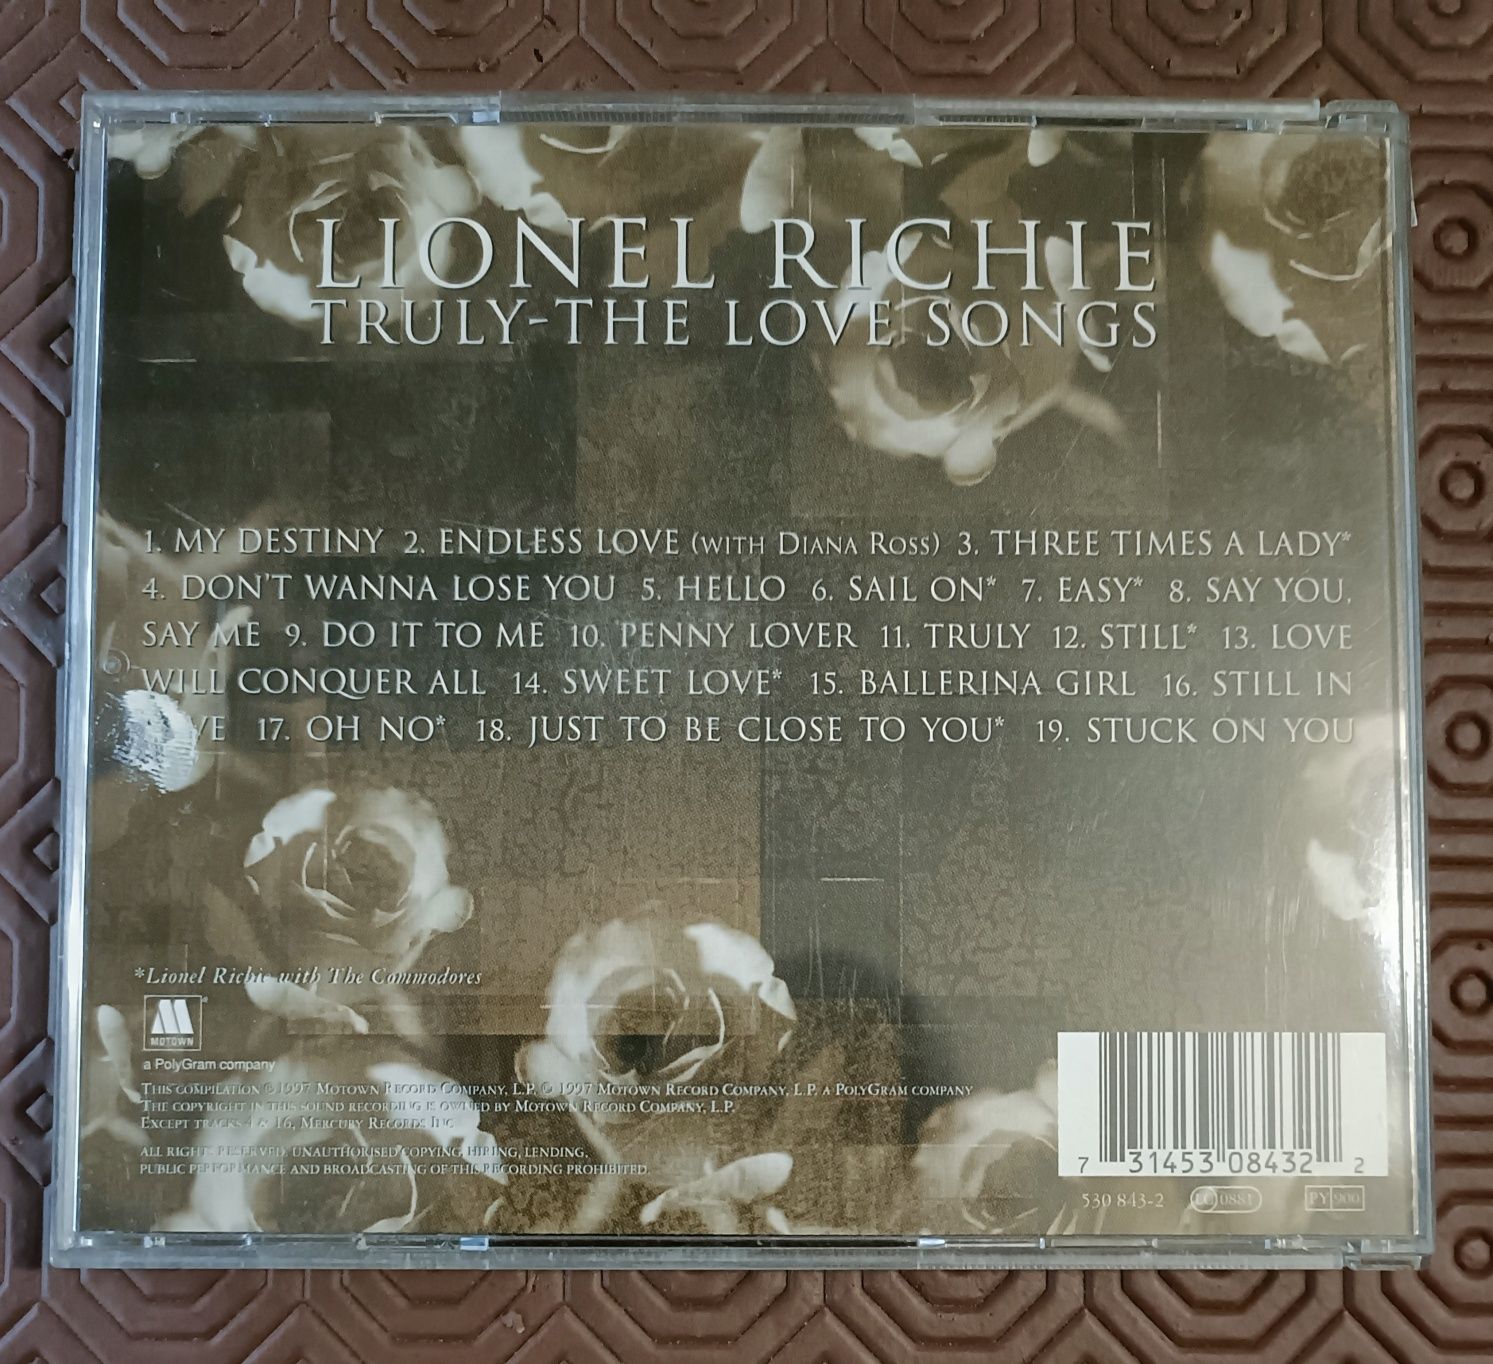 LIONEL RICHIE
TRULY-THE LOVE SONGS
1. MY DESTINY 2. ENDLESS LOVE (WITH DIANA ROSS) 3. THREE TIMES A LADY*
4. DON'T WANNA LOSE YOU 5. HELLO 6. SAIL ON* 7. EASY* 8. SAY YOU,
SAY ME 9. DO IT TO ME 10. PENNY LOVER 11. TRULY 12. STILL* 13. LOVE
WILL CONQUER ALL 14. SWEET LOVE* 15. BALLERINA GIRL 16. STILL IN
VE 17. OH NO* 18. JUST TO BE CLOSE TO YOU* 19. STUCK ON YOU
*Lionel Richie with The Commodores
M
MOTOWN
a PolyGram company
THIS COMPILATION ℗ 1997 MOTOWN RECORD COMPANY, L.P. © 1997 MOTOWN RECORD COMPANY, L.P. A POLYGRAM COMPANY
THE COPYRIGHT IN THIS SOUND RECORDING IS OWNED BY MOTOWN RECORD COMPANY, L.P.
EXCEPT TRACKS 4 & 16, MERCURY RECORDS INC
ALL RIGHTS RESERVED. UNAUTHORISED COPYING, HIRING, LENDING,
PUBLIC PERFORMANCE AND BROADCASTING OF THIS RECORDING PROHIBITED.
7 31453 08432 2
530 843-2 LC 0881 PY 900